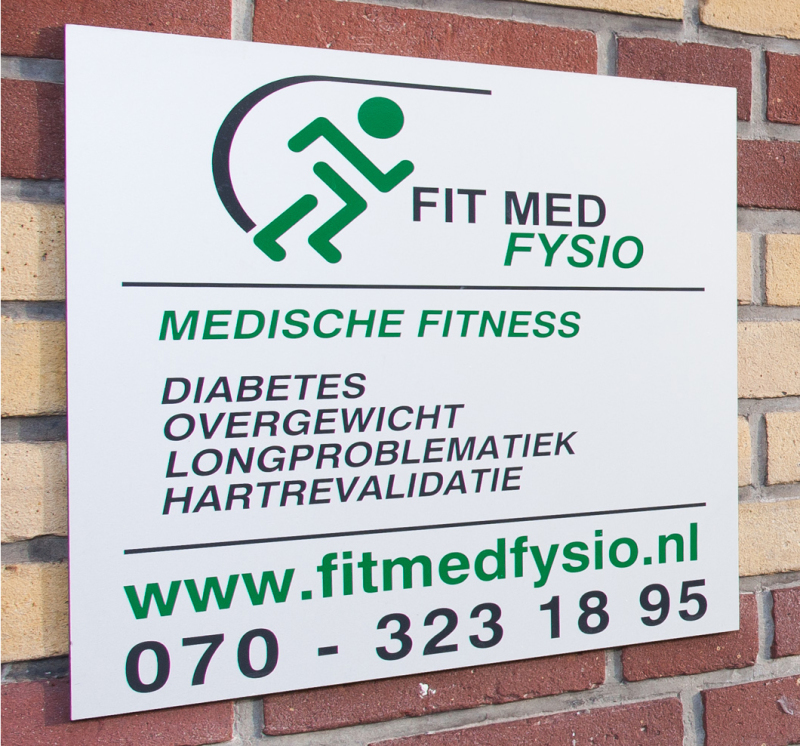 FIT MED
FYSIO
MEDISCHE FITNESS
DIABETES
OVERGEWICHT
LONGPROBLEMATIEK
HARTREVALIDATIE
www.fitmedfysio.nl
070 - 323 18 95